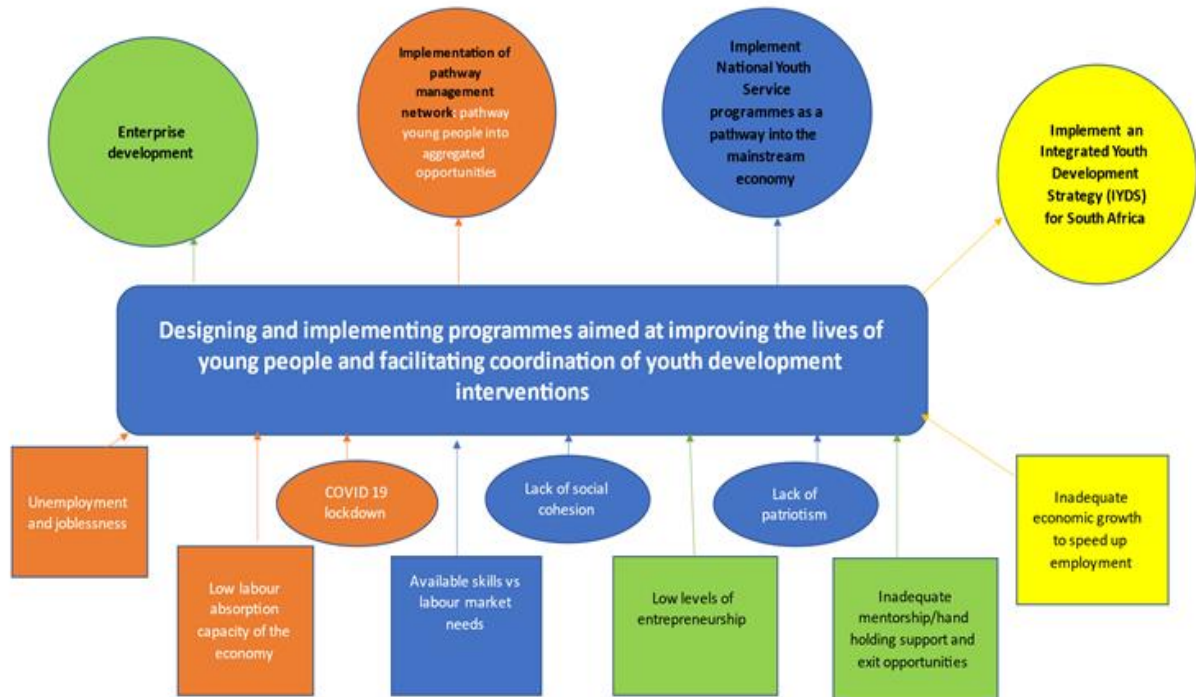 Enterprise
development
Implementation of
pathway
management
network: pathway
young people into
aggregated
opportunities
Implement
National Youth
Service
programmes as a
pathway into the
mainstream
economy
Implement an
Integrated Youth
Development
Strategy (IYDS)
for South Africa
Designing and implementing programmes aimed at improving the lives of
young people and facilitating coordination of youth development
interventions
Unemployment
and joblessness
Low labour
absorption
capacity of the
economy
COVID 19
lockdown
Available skills vs
labour market
needs
Lack of social
cohesion
Low levels of
entrepreneurship
Lack of
patriotism
Inadequate
mentorship/hand
holding support and
exit opportunities
Inadequate
economic growth
to speed up
employment